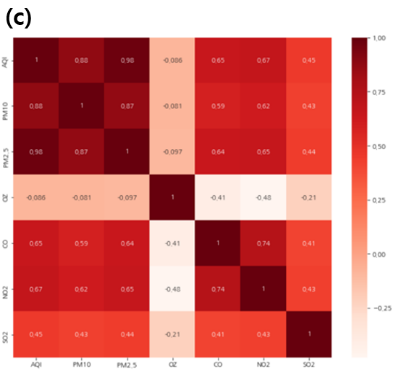 (c)
AQI 1 0.88 0.98 -0.086 0.65 0.67 0.45
PM10 0.88 1 0.87 -0.081 0.59 0.62 0.43
PM2.5 0.98 0.87 1 -0.097 0.64 0.65 0.44
OZ -0.086 -0.081 -0.097 1 -0.41 -0.48 -0.21
CO 0.65 0.59 0.64 -0.41 1 0.74 0.41
NO2 0.67 0.62 0.65 -0.48 0.74 1 0.43
SO2 0.45 0.43 0.44 -0.21 0.41 0.43 1
AQI PM10 PM2.5 OZ CO NO2 SO2
1.00
0.75
0.50
0.25
0.00
-0.25